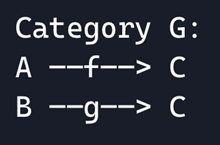 Category G:
A ——f——> C
B ——g——> C